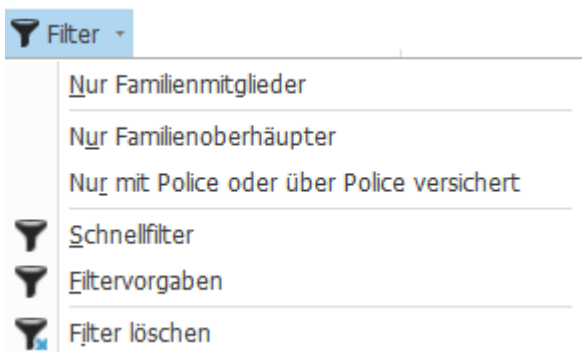 Filter
Nur Familienmitglieder
Nur Familienoberhäupter
Nur mit Police oder über Police versichert
Schnellfilter
Filtervorgaben
Filter löschen